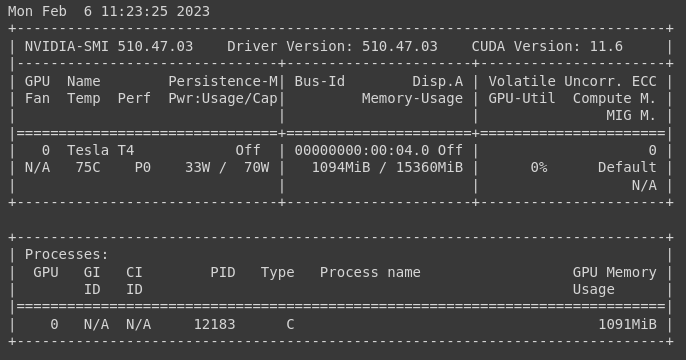 Mon Feb  6 11:23:25 2023
+-----------------------------------------------------------------------------+
| NVIDIA-SMI 510.47.03    Driver Version: 510.47.03    CUDA Version: 11.6     |
|-------------------------------+----------------------+----------------------+
| GPU  Name        Persistence-M| Bus-Id        Disp.A | Volatile Uncorr. ECC |
| Fan  Temp  Perf  Pwr:Usage/Cap|         Memory-Usage | GPU-Util  Compute M. |
|                               |                      |               MIG M. |
|===============================+======================+======================|
|   0  Tesla T4            Off  | 00000000:00:04.0 Off |                    0 |
| N/A   75C    P0    33W /  70W |   1094MiB / 15360MiB |      0%      Default |
|                               |                      |                  N/A |
+-------------------------------+----------------------+----------------------+

+-----------------------------------------------------------------------------+
| Processes:                                                                  |
|  GPU   GI   CI        PID   Type   Process name                  GPU Memory |
|        ID   ID                                                   Usage      |
|=============================================================================|
|    0   N/A  N/A     12183      C                                    1091MiB |
+-----------------------------------------------------------------------------+